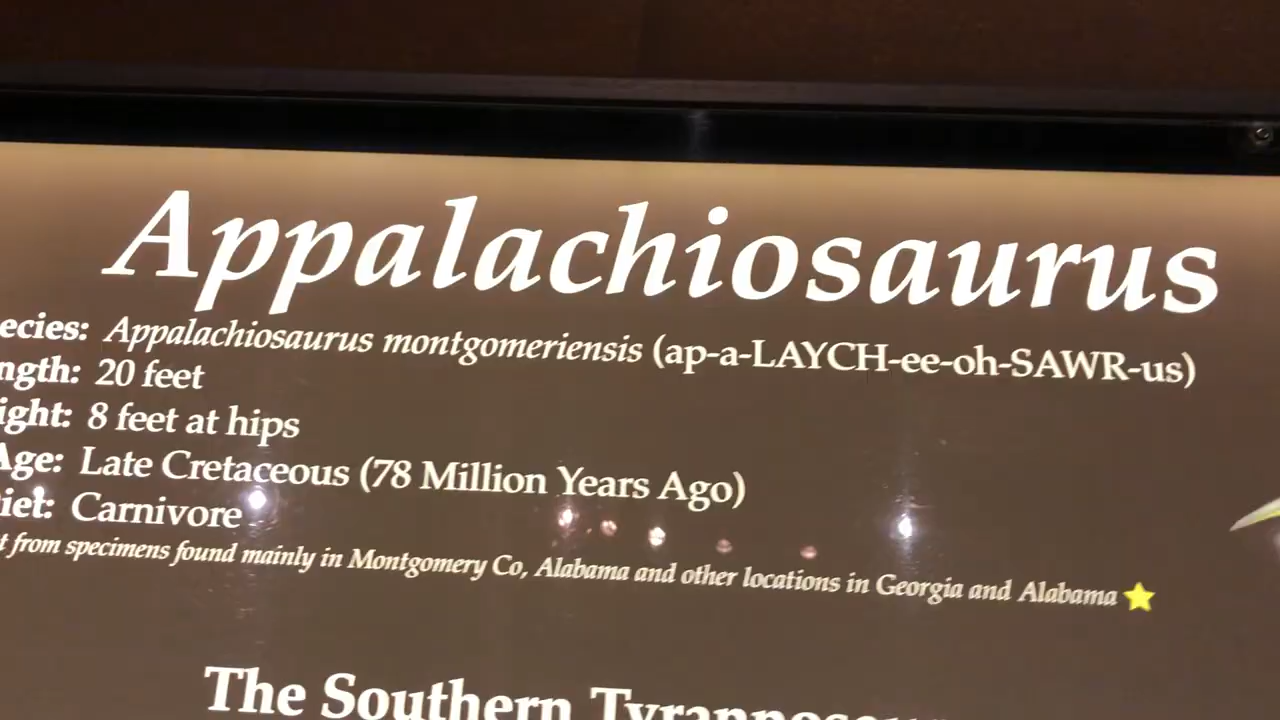 Appalachiosaurus
ecies: Appalachiosaurus montgomeriensis (ap-a-LAYCH-ee-oh-SAWR-us)
ngth: 20 feet
ight: 8 feet at hips
Age: Late Cretaceous (78 Million Years Ago)
iet: Carnivore
t from specimens found mainly in Montgomery Co, Alabama and other locations in Georgia and Alabama
The Southern